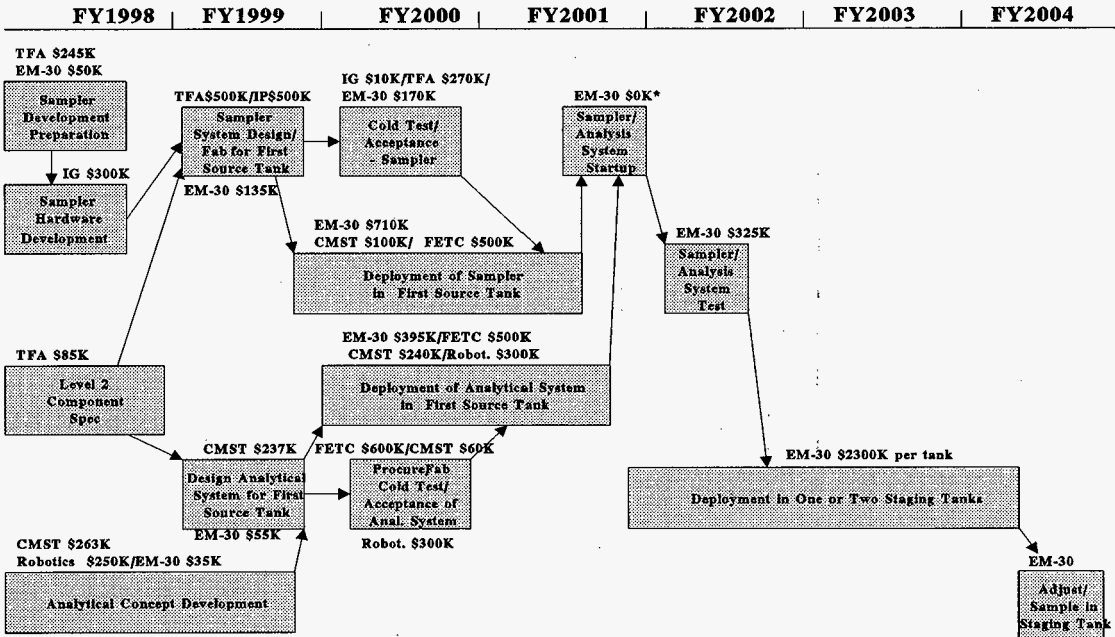 FY1998 | FY1999 | FY2000 | FY2001 | FY2002 | FY2003 | FY2004
TFA $245K
EM-30 $50K
Sampler
Development
Preparation
IG $300K
Sampler
Hardware
Development
TFA$500K/IP$500K
Sampler
System Design/
Fab for First
Source Tank
EM-30 $135K
IG $10K/TFA $270K/
EM-30 $170K
Cold Test/
Acceptance
- Sampler
EM-30 $0K*
Sampler/
Analysis
System
Startup
EM-30 $710K
CMST $100K/ FETC $500K
Deployment of Sampler
in First Source Tank
EM-30 $325K
Sampler/
Analysis
System
Test
TFA $85K
Level 2
Component
Spec
EM-30 $395K/FETC $500K
CMST $240K/Robot. $300K
Deployment of Analytical System
in First Source Tank
CMST $237K
Design Analytical
System for First
Source Tank
EM-30 $55K
FETC $600K/CMST $60K
Procure/Fab
Cold Test/
Acceptance of
Anal. System
Robot. $300K
EM-30 $2300K per tank
Deployment in One or Two Staging Tanks
CMST $263K
Robotics $250K/EM-30 $35K
Analytical Concept Development
EM-30
Adjust/
Sample in
Staging Tank